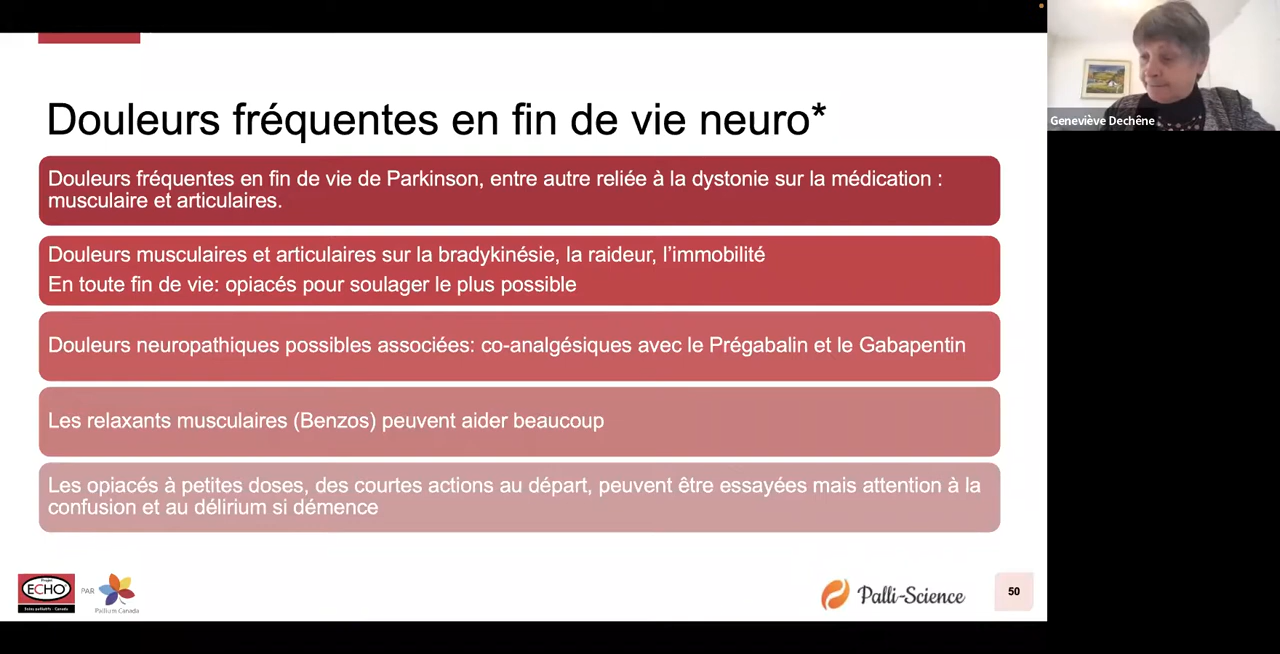 Douleurs fréquentes en fin de vie neuro*
Geneviève Dechêne
Douleurs fréquentes en fin de vie de Parkinson, entre autre reliée à la dystonie sur la médication :
musculaire et articulaires.
Douleurs musculaires et articulaires sur la bradykinésie, la raideur, l’immobilité
En toute fin de vie: opiacés pour soulager le plus possible
Douleurs neuropathiques possibles associées: co-analgésiques avec le Prégabalin et le Gabapentin
Les relaxants musculaires (Benzos) peuvent aider beaucoup
Les opiacés à petites doses, des courtes actions au départ, peuvent être essayées mais attention à la
confusion et au délirium si démence
Projet
ECHO
Soins palliatifs Canada
PAR
Pallium Canada
Palli-Science
50